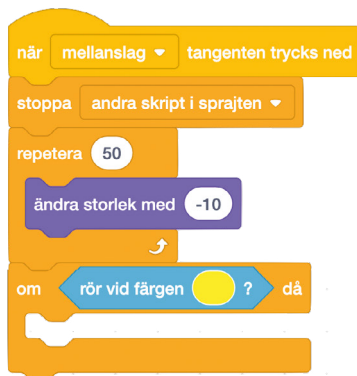 när mellanslag tangenten trycks ned
stoppa andra skript i sprajten
repetera 50
ändra storlek med -10
om rör vid färgen ? då